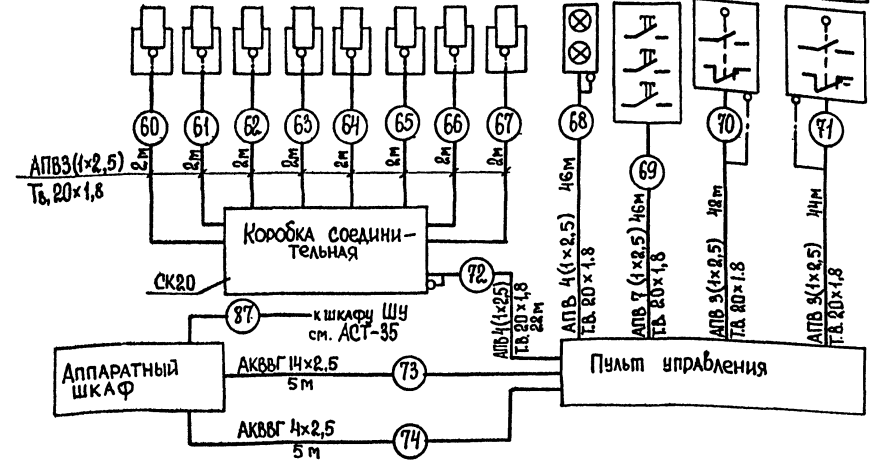 60 61 62 63 64 65 66 67 68 69 70 71
2м 2м 2м 2м 2м 2м 2м 2м
АПВ3(1×2,5)
Тв, 20×1,8
Коробка соедини-
тельная
СК20
72
АПВ 4(1×2,5)
Т.В. 20×1,8
22м
АПВ 4(1×2,5) 46м
Т.В. 20×1.8
АПВ 7(1×2,5) 46м
Т.В. 20×1,8
АПВ 3(1×2,5) 42м
Т.В. 20×1.8
АПВ 3(1×2,5) 44м
Т.В. 20×1,8
87
к шкафу ШУ
см. АСТ-35
Аппаратный
шкаф
АКВВГ 14×2,5
5м
73
АКВВГ 4×2,5
5м
74
Пульт управления